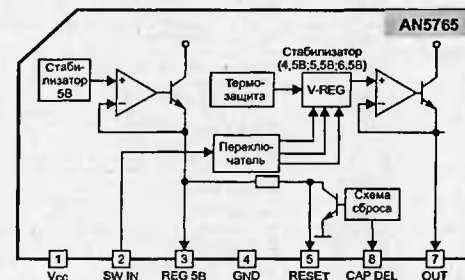 AN5765
Стаби-
лизатор
5В
Стабилизатор
(4,5В;5,5В;6,5В)
Термо-
защита
V-REG
Переклю-
чатель
Схема
сброса
1 2 3 4 5 8 7
Vcc SW IN REG 5В GND RESET CAP DEL OUT